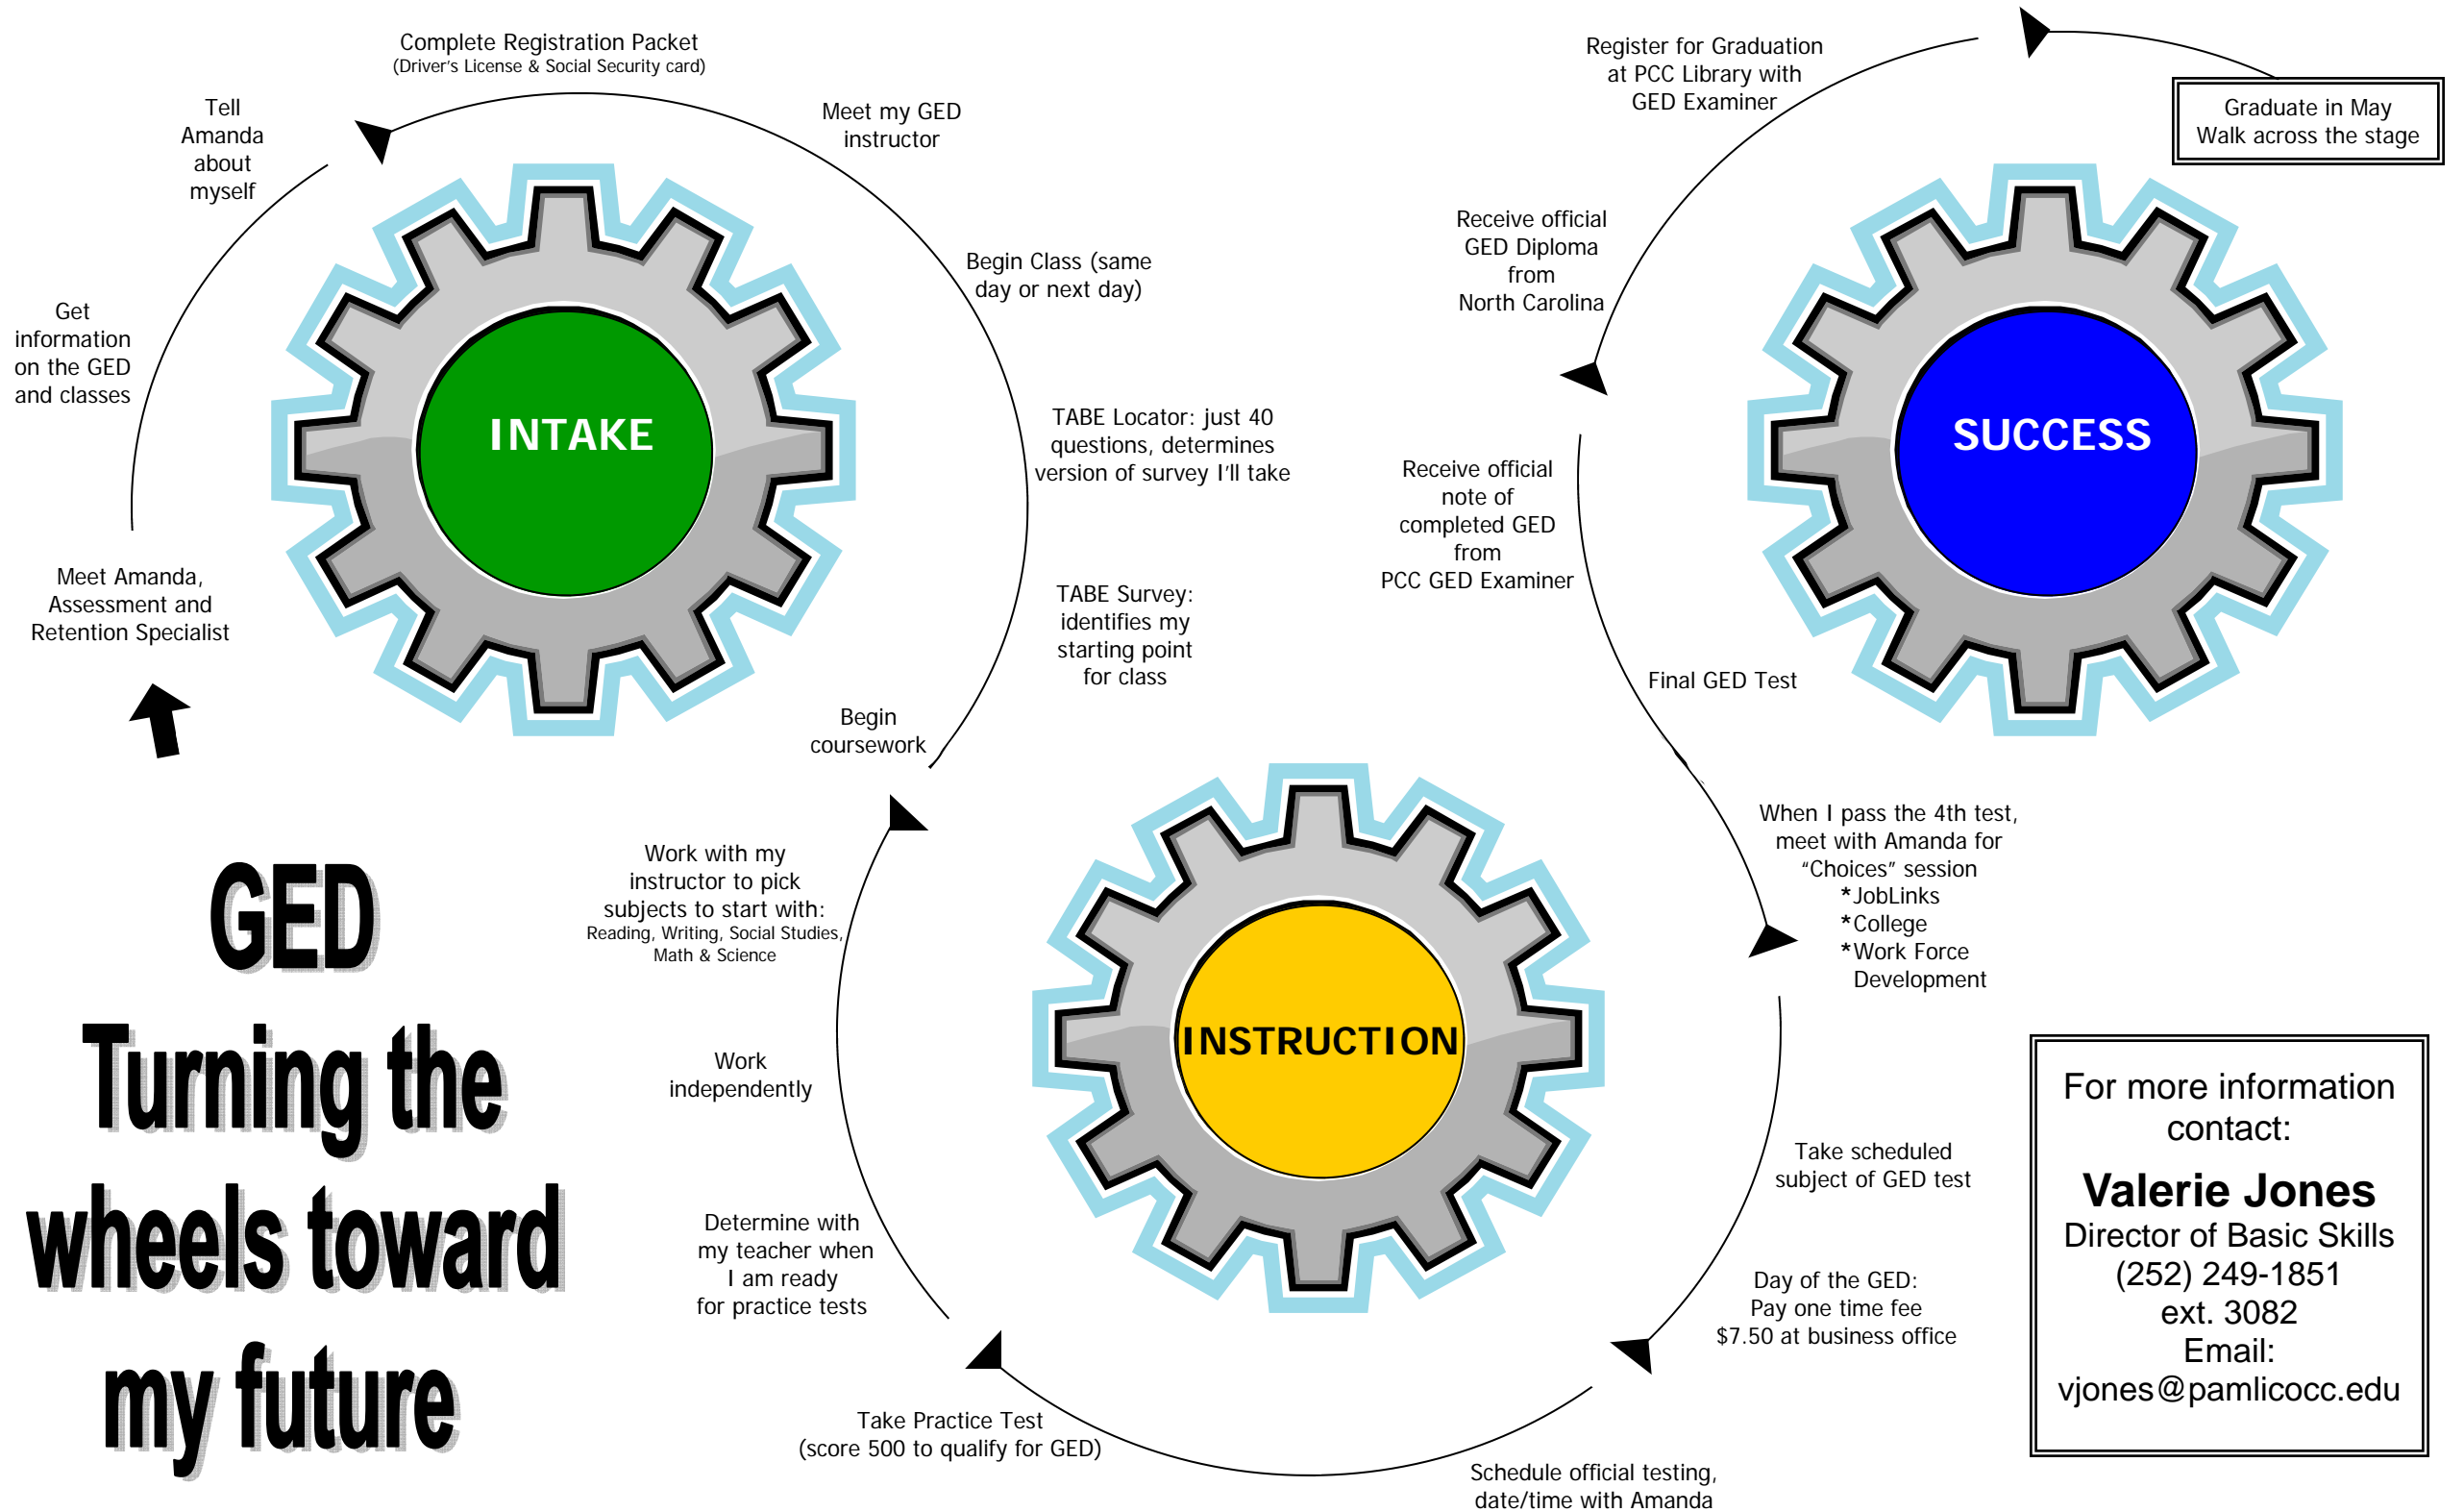 Meet Amanda,
Assessment and
Retention Specialist
Get
information
on the GED
and classes
Tell
Amanda
about
myself
Complete Registration Packet
(Driver's License & Social Security card)
Meet my GED
instructor
Begin Class (same
day or next day)
TABE Locator: just 40
questions, determines
version of survey I'll take
TABE Survey:
identifies my
starting point
for class
Begin
coursework
INTAKE
Work with my
instructor to pick
subjects to start with:
Reading, Writing, Social Studies,
Math & Science
Work
independently
Determine with
my teacher when
I am ready
for practice tests
Take Practice Test
(score 500 to qualify for GED)
Schedule official testing,
date/time with Amanda
Day of the GED:
Pay one time fee
$7.50 at business office
Take scheduled
subject of GED test
When I pass the 4th test,
meet with Amanda for
“Choices” session
*JobLinks
*College
*Work Force
Development
INSTRUCTION
Final GED Test
Receive official
note of
completed GED
from
PCC GED Examiner
Receive official
GED Diploma
from
North Carolina
Register for Graduation
at PCC Library with
GED Examiner
Graduate in May
Walk across the stage
SUCCESS
GED
Turning the
wheels toward
my future
For more information
contact:
Valerie Jones
Director of Basic Skills
(252) 249-1851
ext. 3082
Email:
vjones@pamlicocc.edu